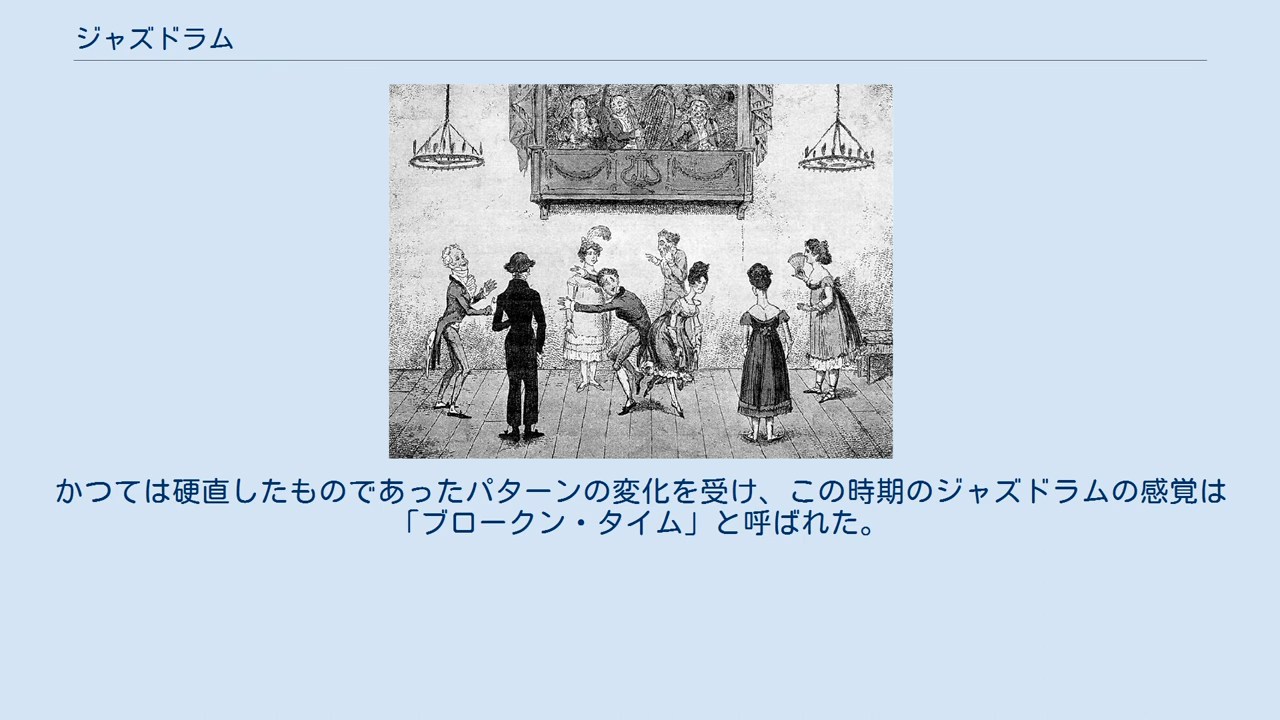 ジャズドラム
かつては硬直したものであったパターンの変化を受け、この時期のジャズドラムの感覚は
「ブロークン・タイム」と呼ばれた。